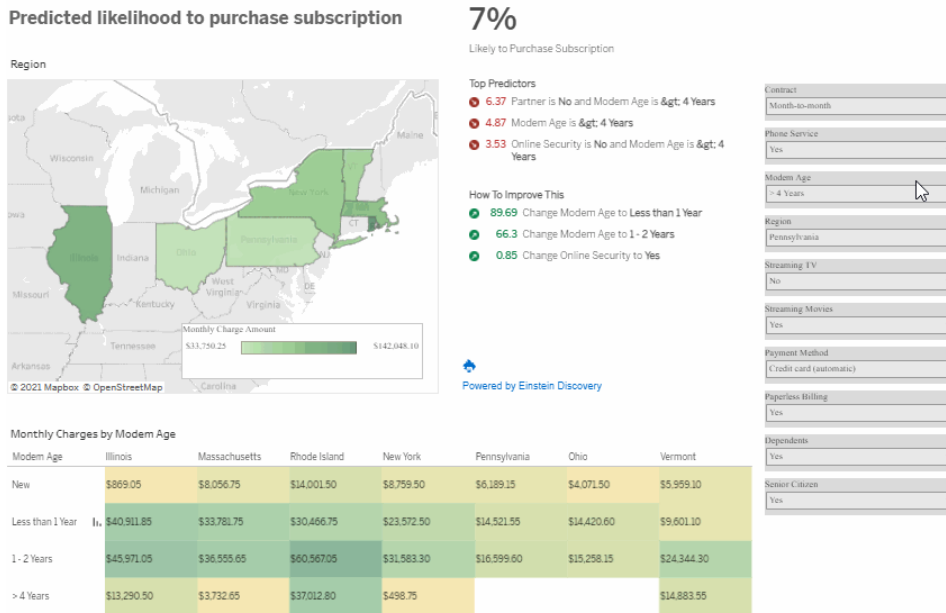 Predicted likelihood to purchase subscription
7%
Likely to Purchase Subscription
Region
Maine
Wisconsin
Michigan
New York
CT
Illinois
Indiana
Ohio
Pennsylvania
NJ
MD
DE
West
Virginia
Virginia
Missouri
Kentucky
Tennessee
Arkansas
Carolina
Monthly Charge Amount
$33,750.25
$142,048.10
© 2021 Mapbox © OpenStreetMap
Top Predictors
6.37 Partner is No and Modem Age is &gt; 4 Years
4.87 Modem Age is &gt; 4 Years
3.53 Online Security is No and Modem Age is &gt; 4
Years
How To Improve This
89.69 Change Modem Age to Less than 1 Year
66.3 Change Modem Age to 1 - 2 Years
0.85 Change Online Security to Yes
Powered by Einstein Discovery
Contract
Month-to-month
Phone Service
Yes
Modem Age
> 4 Years
Region
Pennsylvania
Streaming TV
No
Streaming Movies
Yes
Payment Method
Credit card (automatic)
Paperless Billing
Yes
Dependents
Yes
Senior Citizen
Yes
Monthly Charges by Modem Age
Modem Age Illinois Massachusetts Rhode Island New York Pennsylvania Ohio Vermont
New $869.05 $8,056.75 $14,001.50 $8,759.50 $6,189.15 $4,071.50 $5,959.10
Less than 1 Year $40,911.85 $33,781.75 $30,466.75 $23,572.50 $14,521.55 $14,420.60 $9,601.10
1 - 2 Years $45,971.05 $36,555.65 $60,567.05 $31,583.30 $16,599.60 $15,258.15 $24,344.30
> 4 Years $13,290.50 $3,732.65 $37,012.80 $498.75 $14,883.55